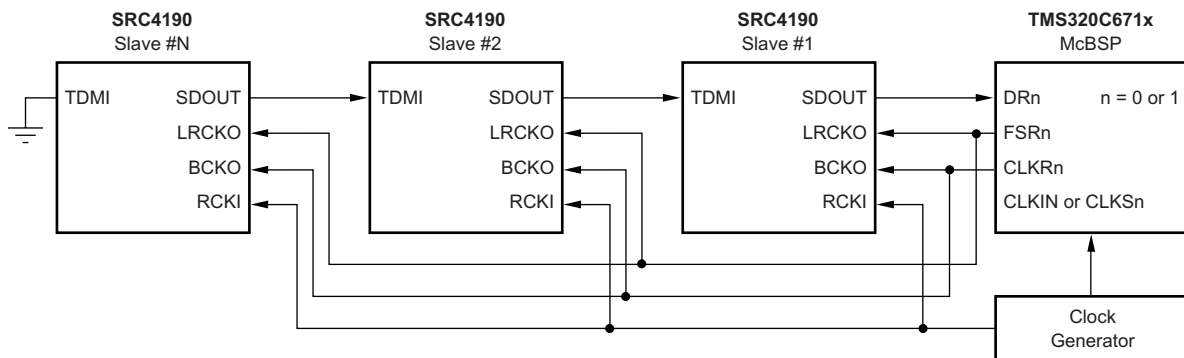 SRC4190
Slave #N
SRC4190
Slave #2
SRC4190
Slave #1
TMS320C671x
McBSP
TDMI
SDOUT
LRCKO
BCKO
RCKI
TDMI
SDOUT
LRCKO
BCKO
RCKI
TDMI
SDOUT
LRCKO
BCKO
RCKI
DRn
n = 0 or 1
FSRn
CLKRn
CLKIN or CLKSn
Clock
Generator